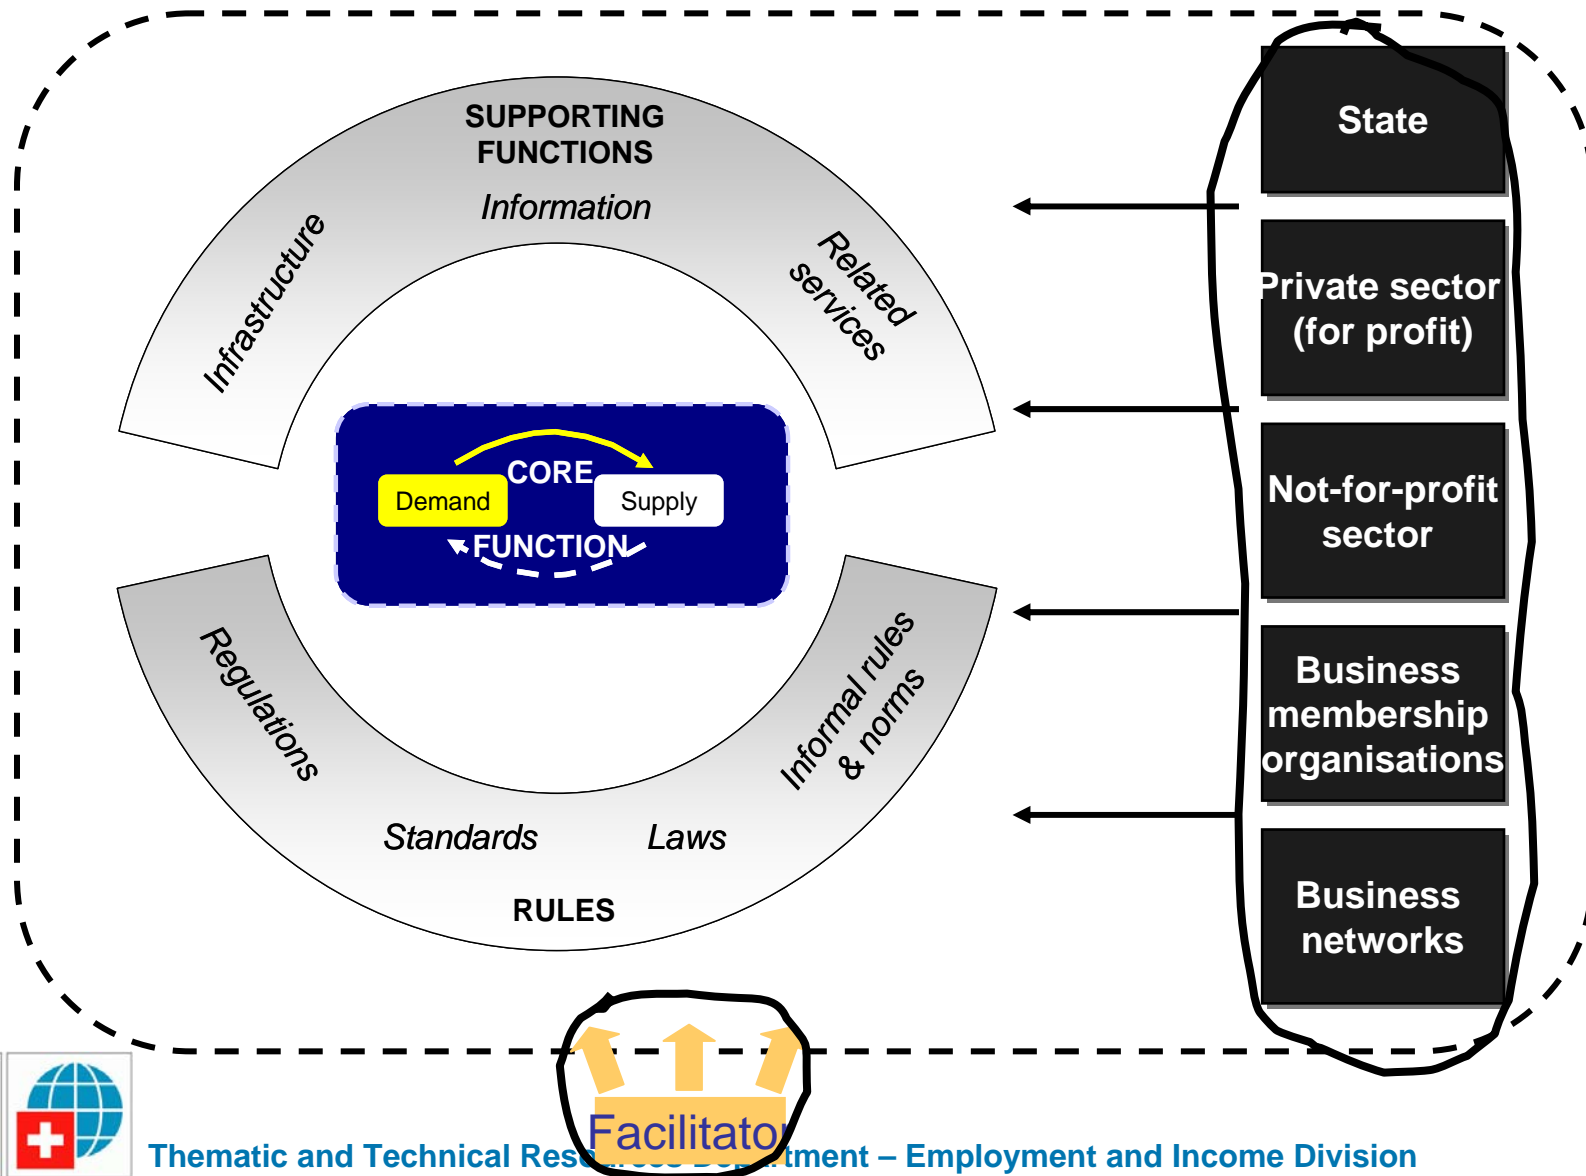 SUPPORTING
FUNCTIONS
Information
Infrastructure
Related
services
CORE
Demand
Supply
FUNCTION
Regulations
Informal rules
& norms
Standards
Laws
RULES
State
Private sector
(for profit)
Not-for-profit
sector
Business
membership
organisations
Business
networks
Facilitator
Thematic and Technical Resources Department – Employment and Income Division